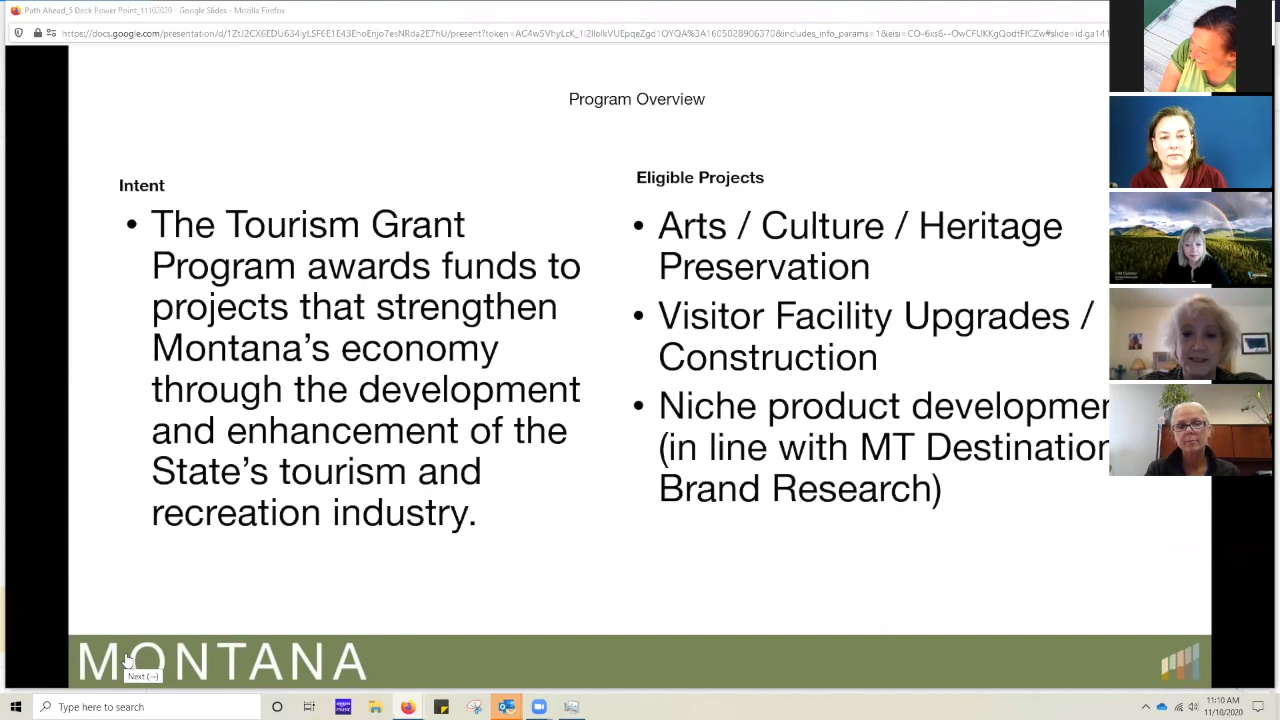 Path Ahead_5 Deck Power Point_11102020 - Google Slides - Mozilla Firefox
Program Overview
Intent
• The Tourism Grant
Program awards funds to
projects that strengthen
Montana's economy
through the development
and enhancement of the
State's tourism and
recreation industry.
Eligible Projects
• Arts / Culture / Heritage
Preservation
• Visitor Facility Upgrades /
Construction
• Niche product developmen
(in line with MT Destination
Brand Research)
MONTANA
Next (→)
Type here to search
11:10 AM
11/10/2020